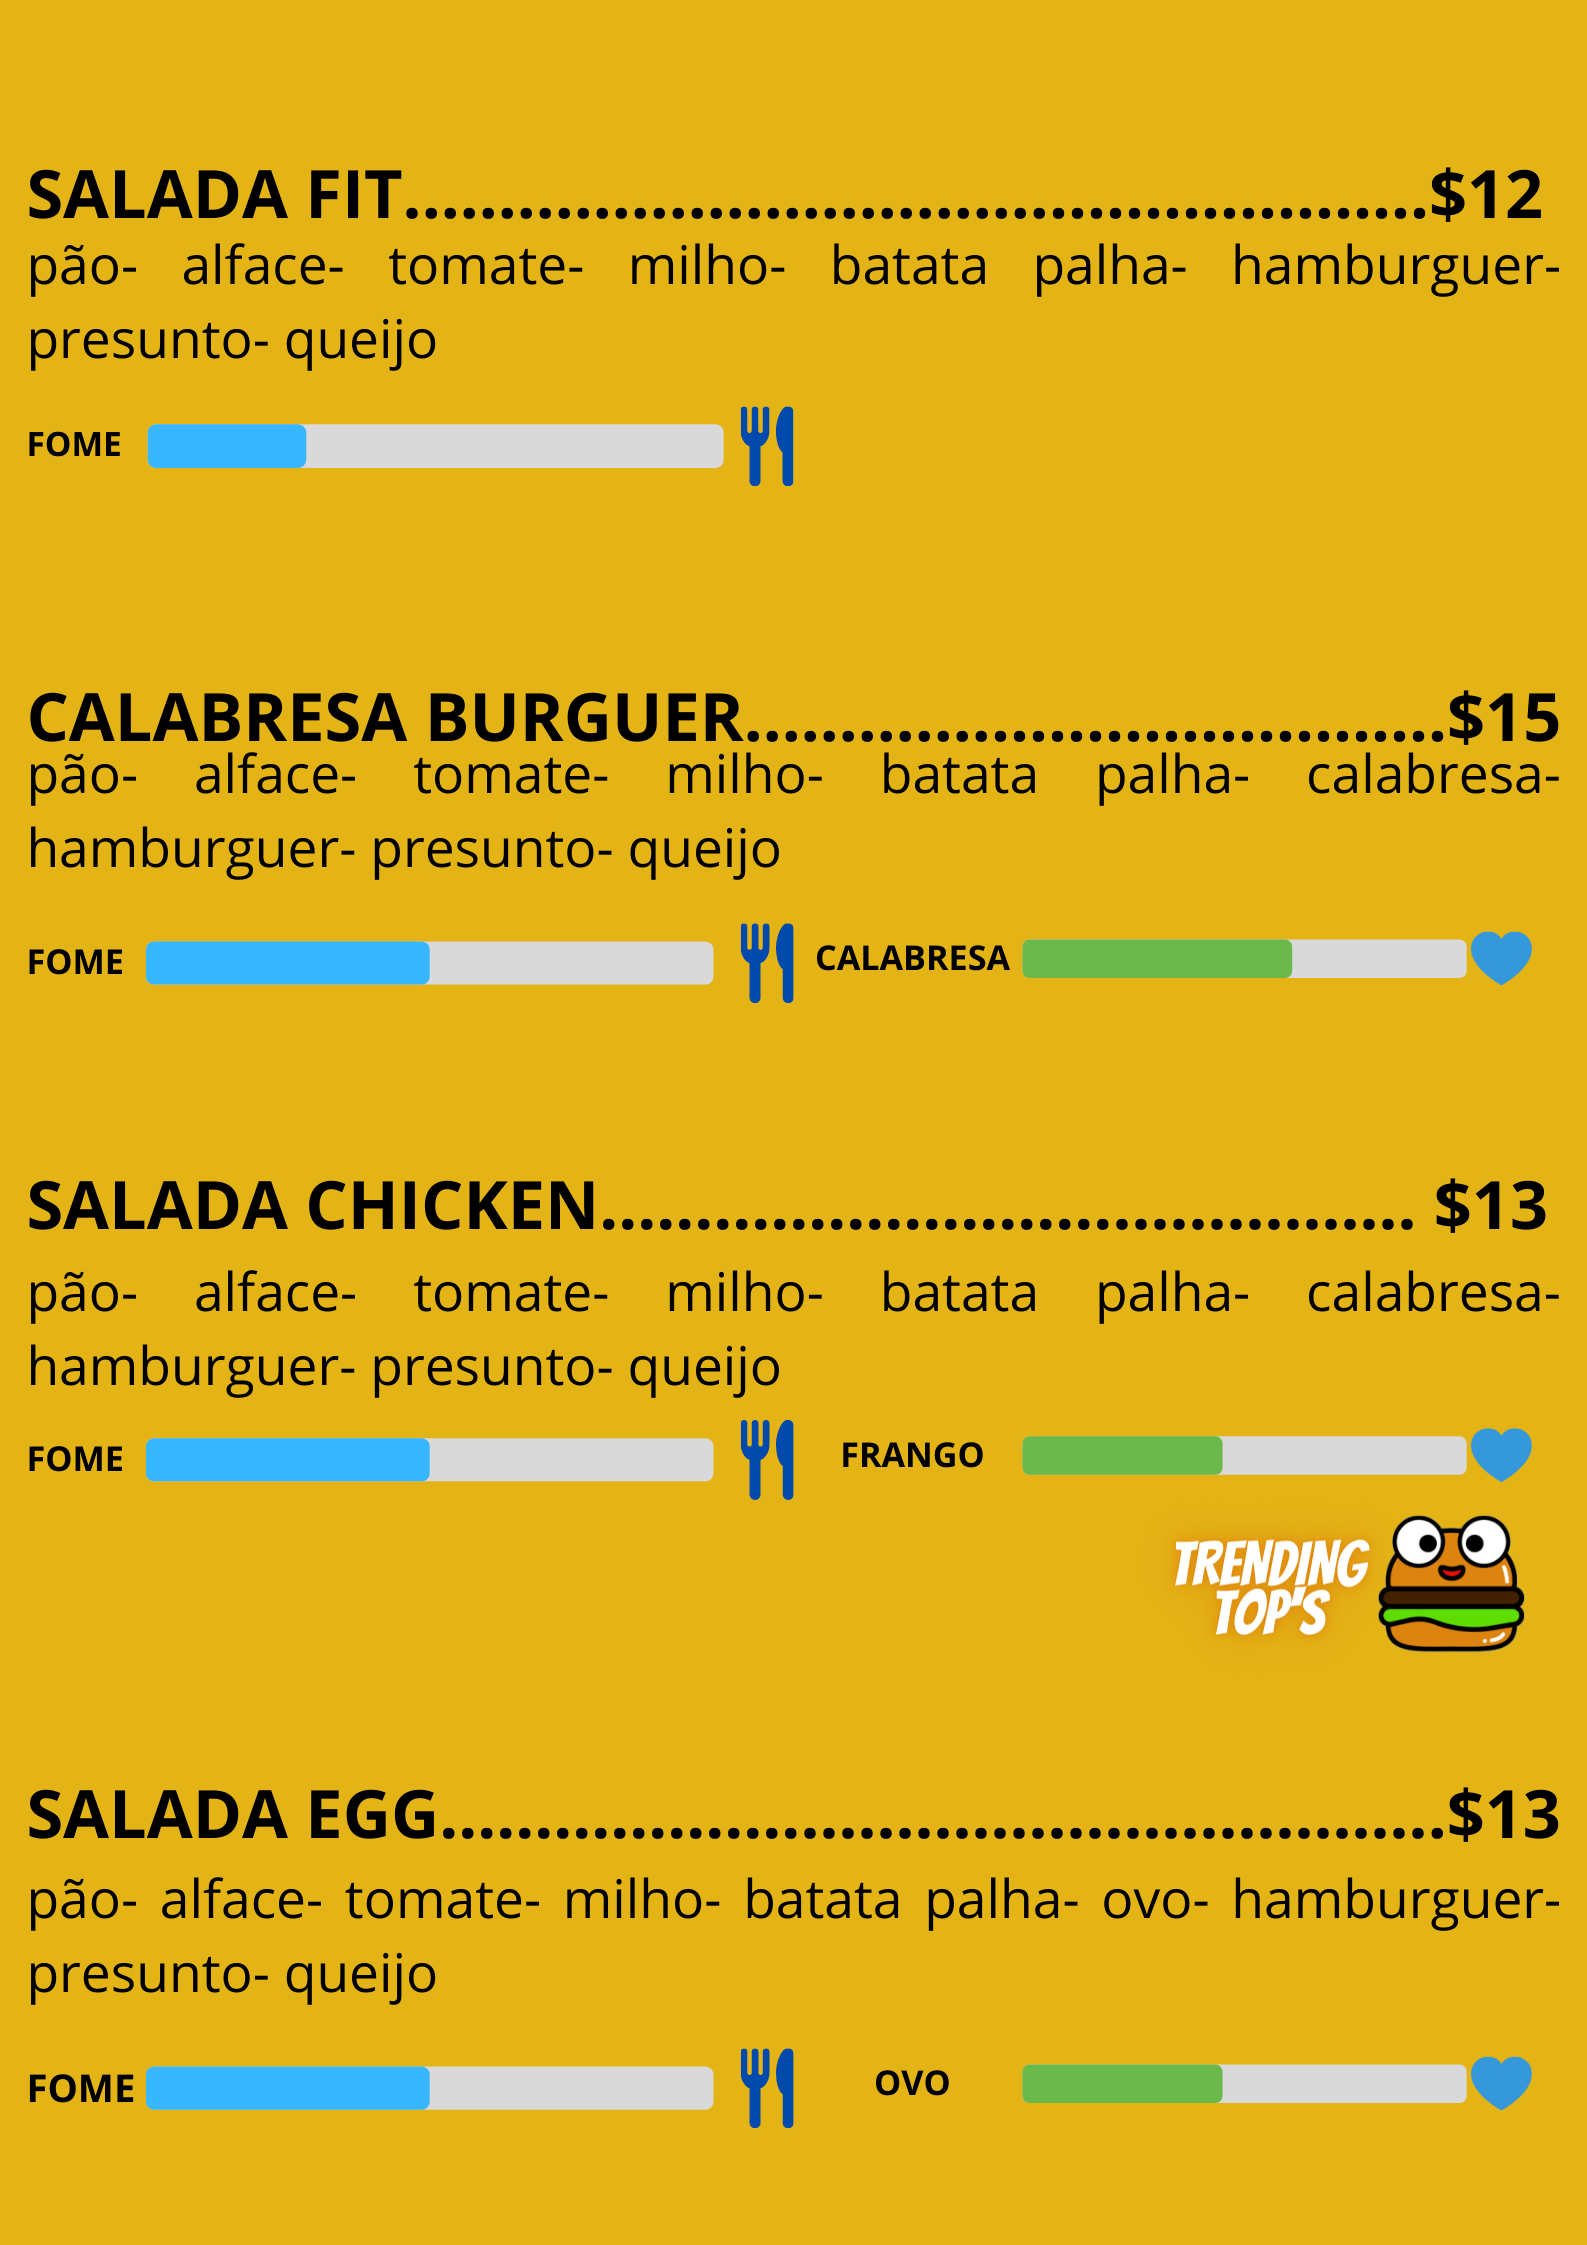 SALADA FIT......................................................$12
pão- alface- tomate- milho- batata palha- hamburguer-
presunto- queijo
FOME
CALABRESA BURGUER.....................................$15
pão- alface- tomate- milho- batata palha- calabresa-
hamburguer- presunto- queijo
FOME CALABRESA
SALADA CHICKEN........................................... $13
pão- alface- tomate- milho- batata palha- calabresa-
hamburguer- presunto- queijo
FOME FRANGO
TRENDING
TOP'S
SALADA EGG.....................................................$13
pão- alface- tomate- milho- batata palha- ovo- hamburguer-
presunto- queijo
FOME OVO